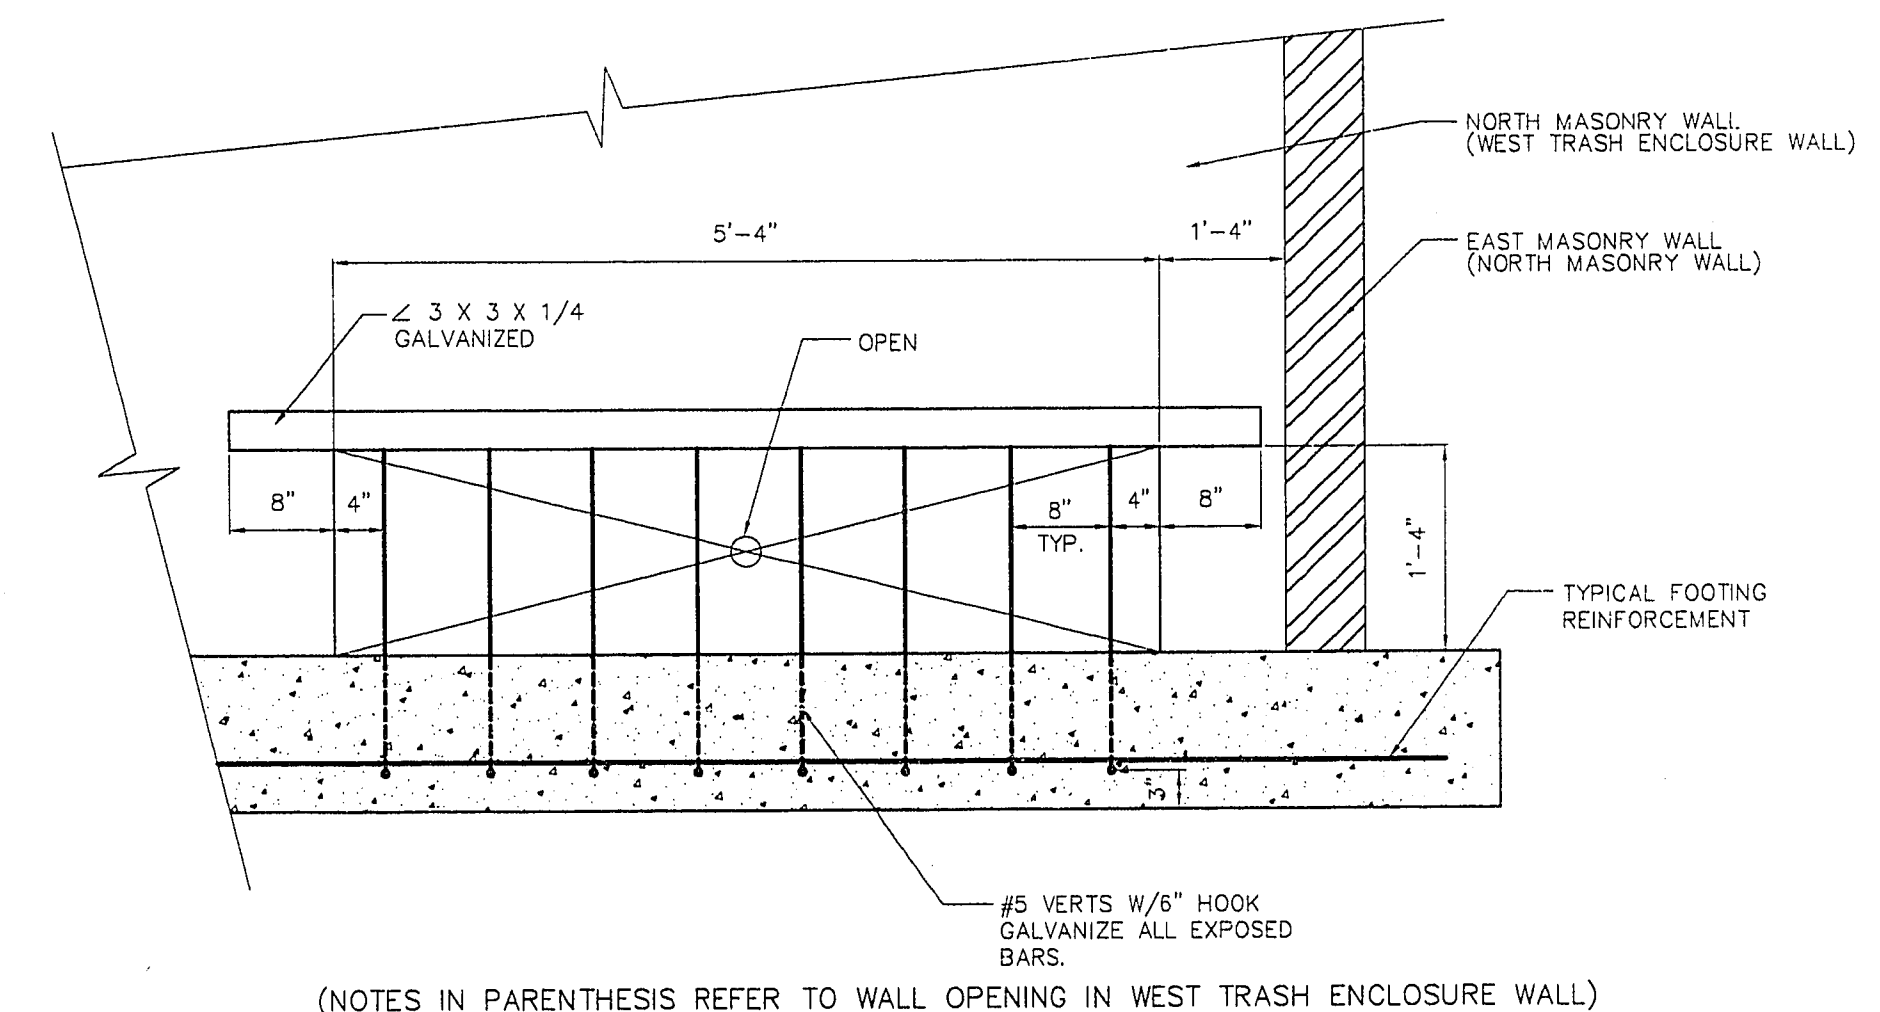 NORTH MASONRY WALL
(WEST TRASH ENCLOSURE WALL)
5'-4"
1'-4"
EAST MASONRY WALL
(NORTH MASONRY WALL)
∠ 3 X 3 X 1/4
GALVANIZED
OPEN
8"
4"
8"
TYP.
4"
8"
1'-4"
TYPICAL FOOTING
REINFORCEMENT
3"
#5 VERTS W/6" HOOK
GALVANIZE ALL EXPOSED
BARS.
(NOTES IN PARENTHESIS REFER TO WALL OPENING IN WEST TRASH ENCLOSURE WALL)